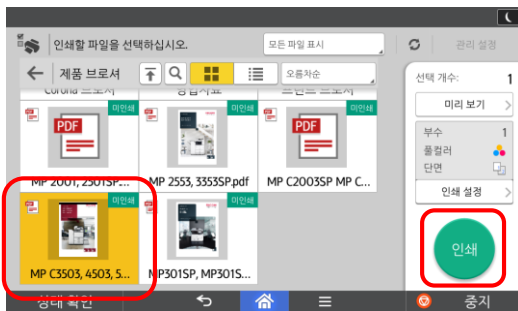 인쇄할 파일을 선택하십시오.
모든 파일 표시
관리 설정
제품 브로셔
오름차순
선택 개수: 1
미리 보기
부수 1
풀컬러
단면
인쇄 설정
인쇄
미인쇄
미인쇄
미인쇄
PDF
PDF
MP 2001, 2501SP....
MP 2553, 3353SP.pdf
MP C2003SP MP C...
미인쇄
미인쇄
MP C3503, 4503, 5...
MP301SP, MP301S...
상태 확인
중지